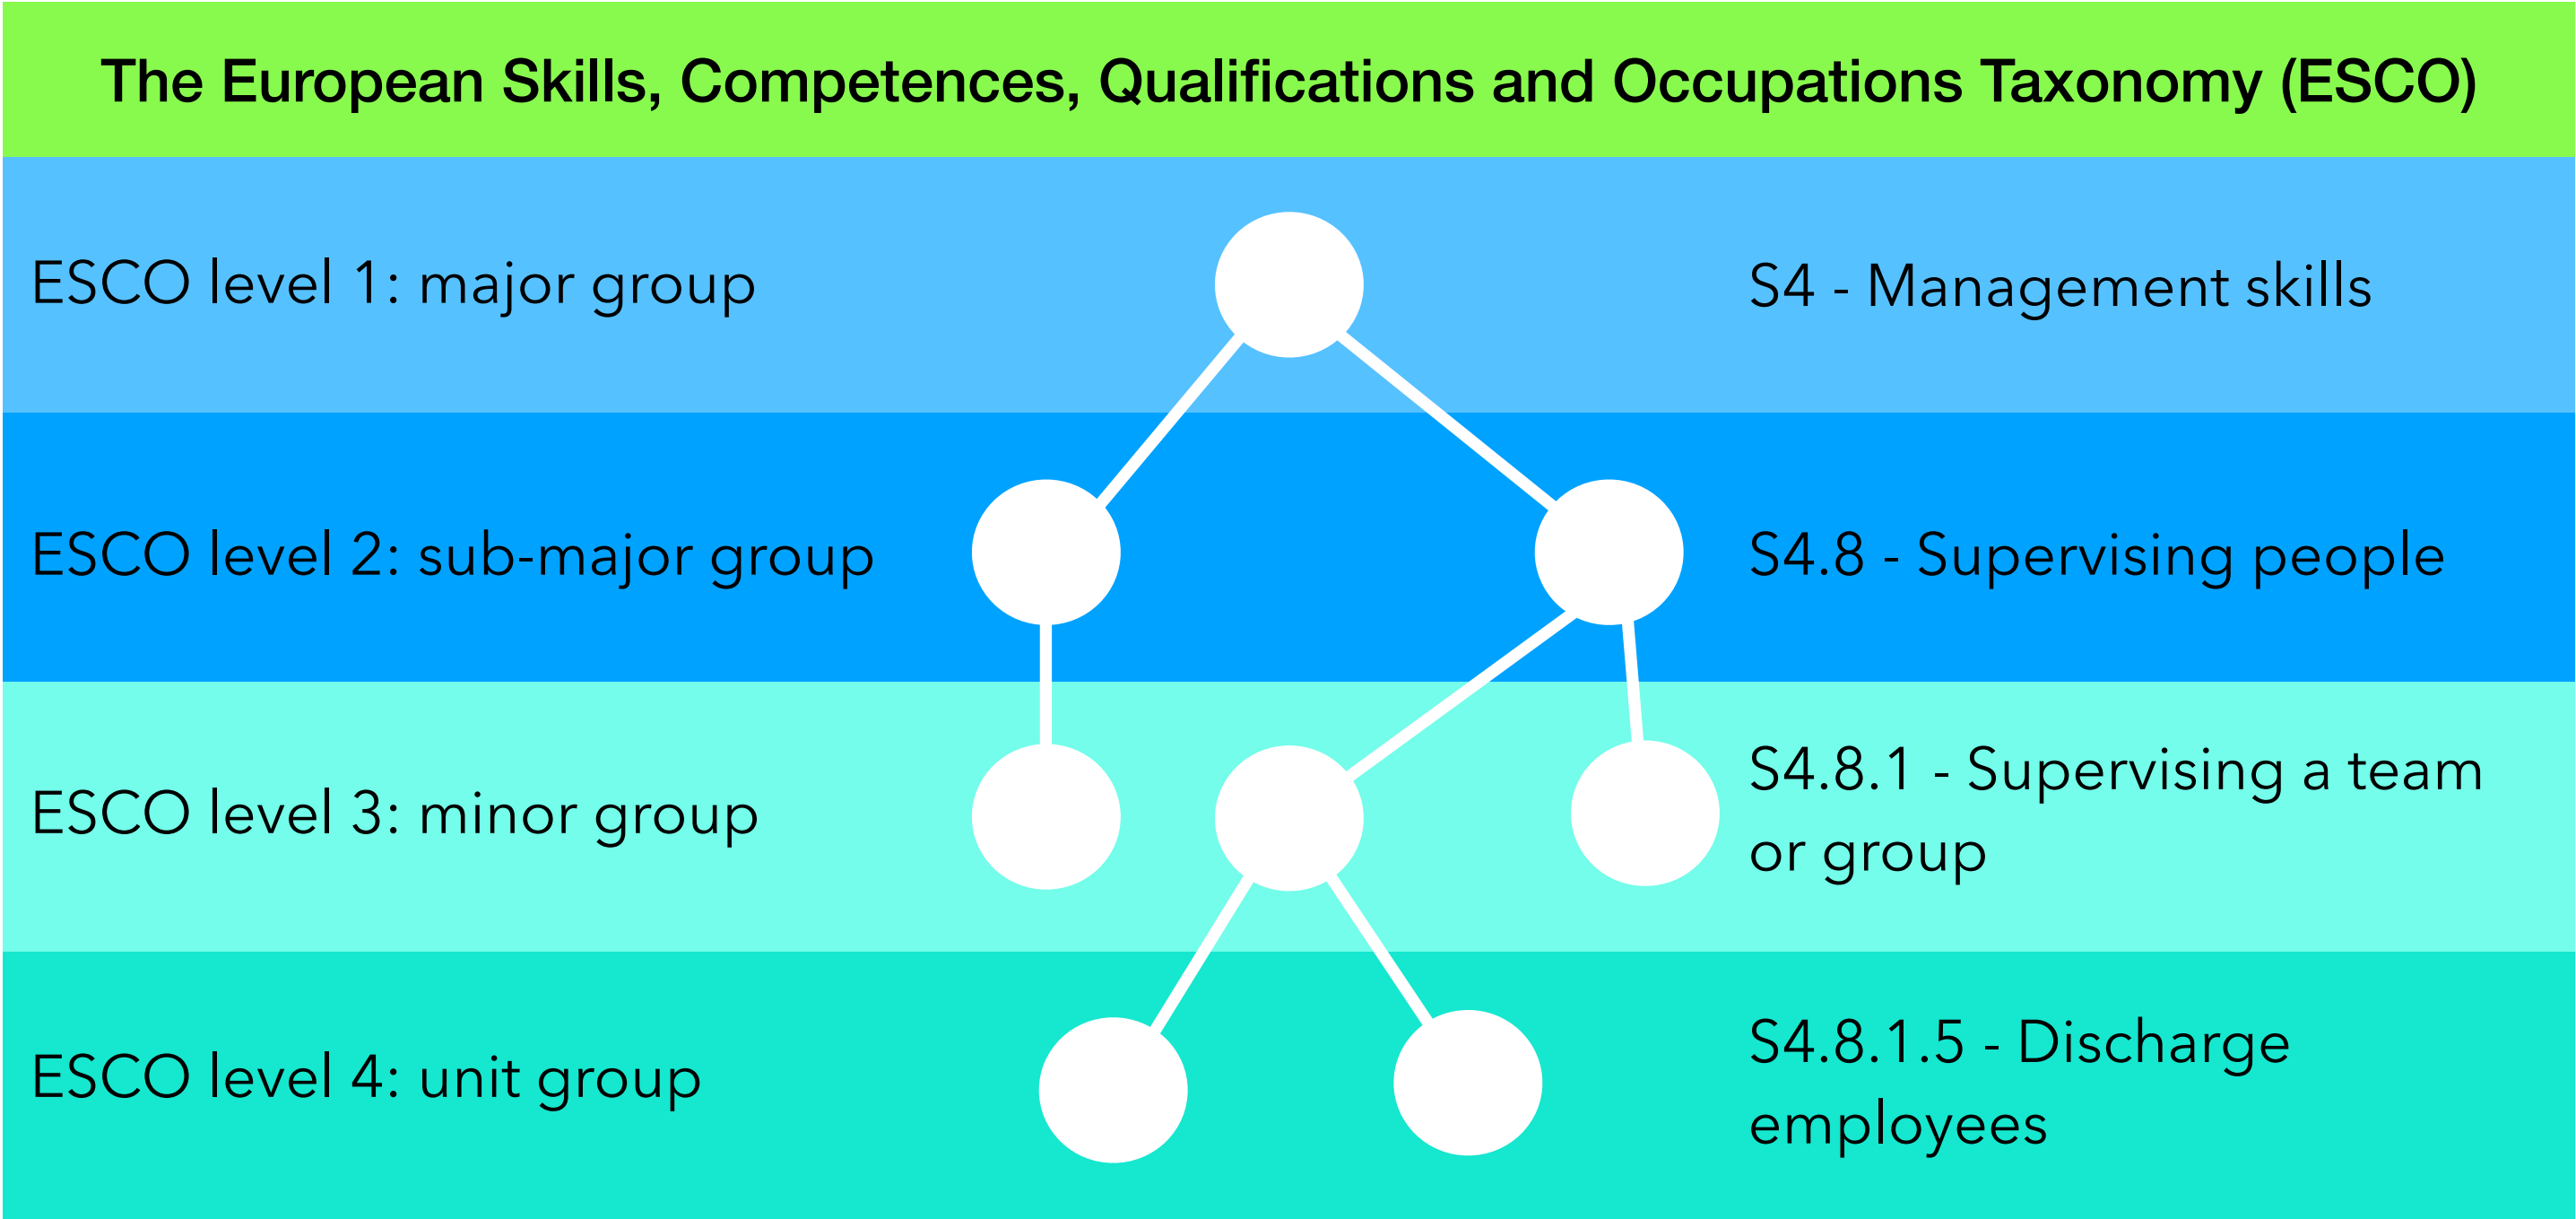 The European Skills, Competences, Qualifications and Occupations Taxonomy (ESCO)
ESCO level 1: major group
S4 - Management skills
ESCO level 2: sub-major group
S4.8 - Supervising people
ESCO level 3: minor group
S4.8.1 - Supervising a team
or group
ESCO level 4: unit group
S4.8.1.5 - Discharge
employees